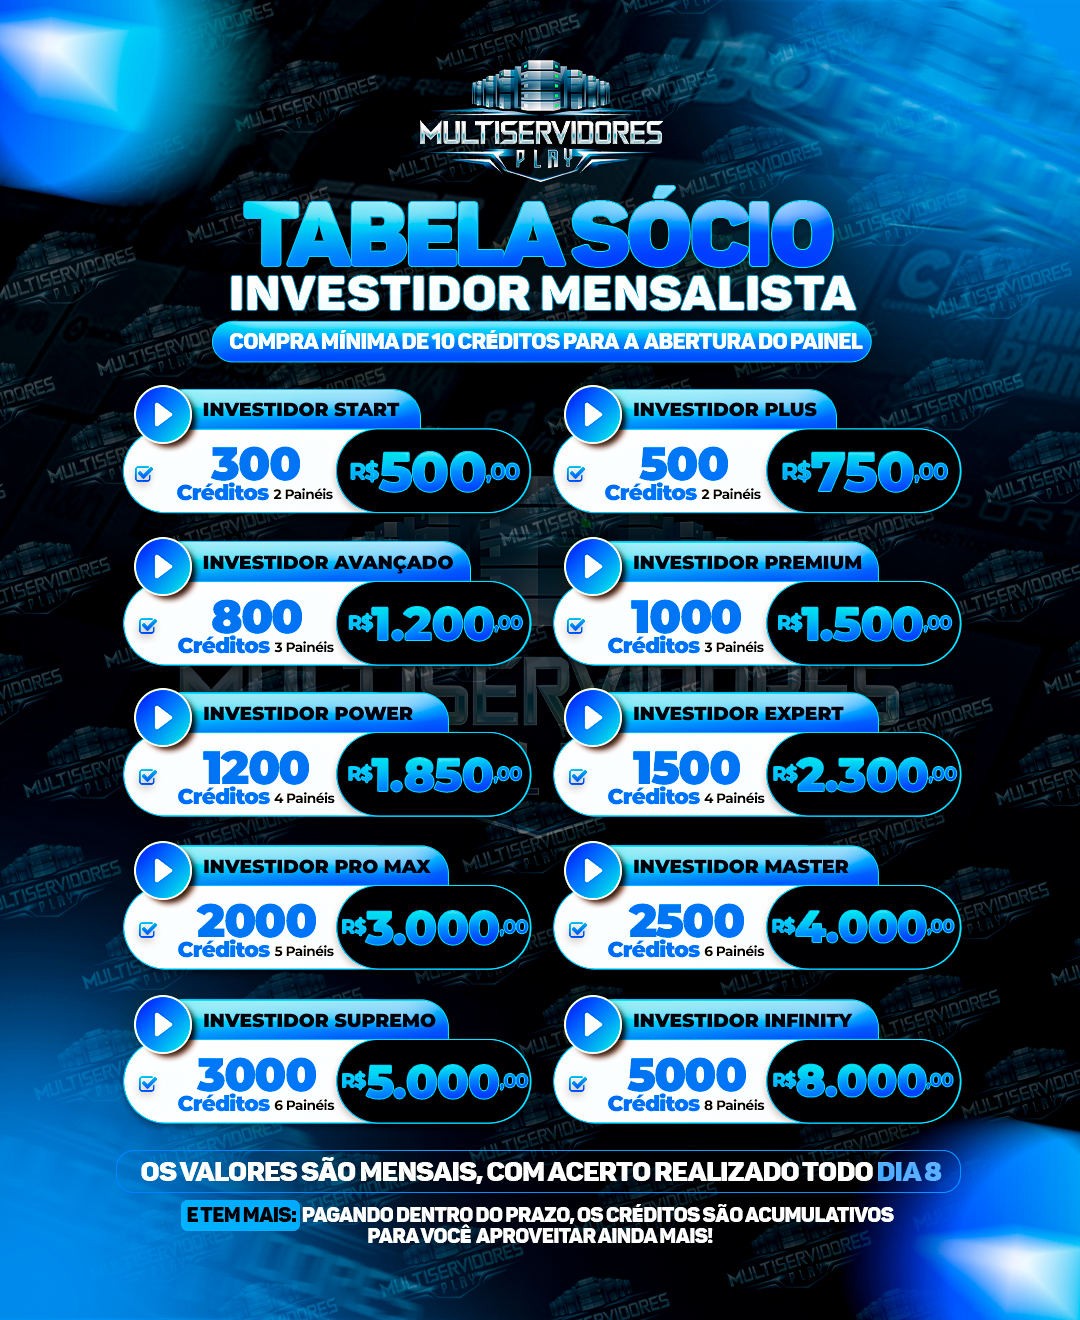 MULTISERVIDORES
PLAY
TABELA SÓCIO
INVESTIDOR MENSALISTA
COMPRA MÍNIMA DE 10 CRÉDITOS PARA A ABERTURA DO PAINEL
INVESTIDOR START
300
Créditos 2 Painéis
R$500,00
INVESTIDOR PLUS
500
Créditos 2 Painéis
R$750,00
INVESTIDOR AVANÇADO
800
Créditos 3 Painéis
R$1.200,00
INVESTIDOR PREMIUM
1000
Créditos 3 Painéis
R$1.500,00
INVESTIDOR POWER
1200
Créditos 4 Painéis
R$1.850,00
INVESTIDOR EXPERT
1500
Créditos 4 Painéis
R$2.300,00
INVESTIDOR PRO MAX
2000
Créditos 5 Painéis
R$3.000,00
INVESTIDOR MASTER
2500
Créditos 6 Painéis
R$4.000,00
INVESTIDOR SUPREMO
3000
Créditos 6 Painéis
R$5.000,00
INVESTIDOR INFINITY
5000
Créditos 8 Painéis
R$8.000,00
OS VALORES SÃO MENSAIS, COM ACERTO REALIZADO TODO DIA 8
E TEM MAIS: PAGANDO DENTRO DO PRAZO, OS CRÉDITOS SÃO ACUMULATIVOS
PARA VOCÊ APROVEITAR AINDA MAIS!